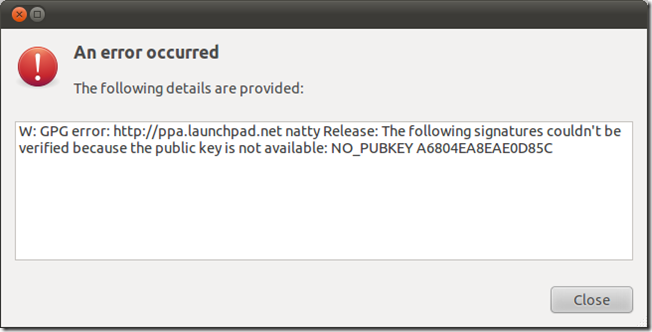 An error occurred
The following details are provided:
W: GPG error: http://ppa.launchpad.net natty Release: The following signatures couldn't be
verified because the public key is not available: NO_PUBKEY A6804EA8EAE0D85C
Close